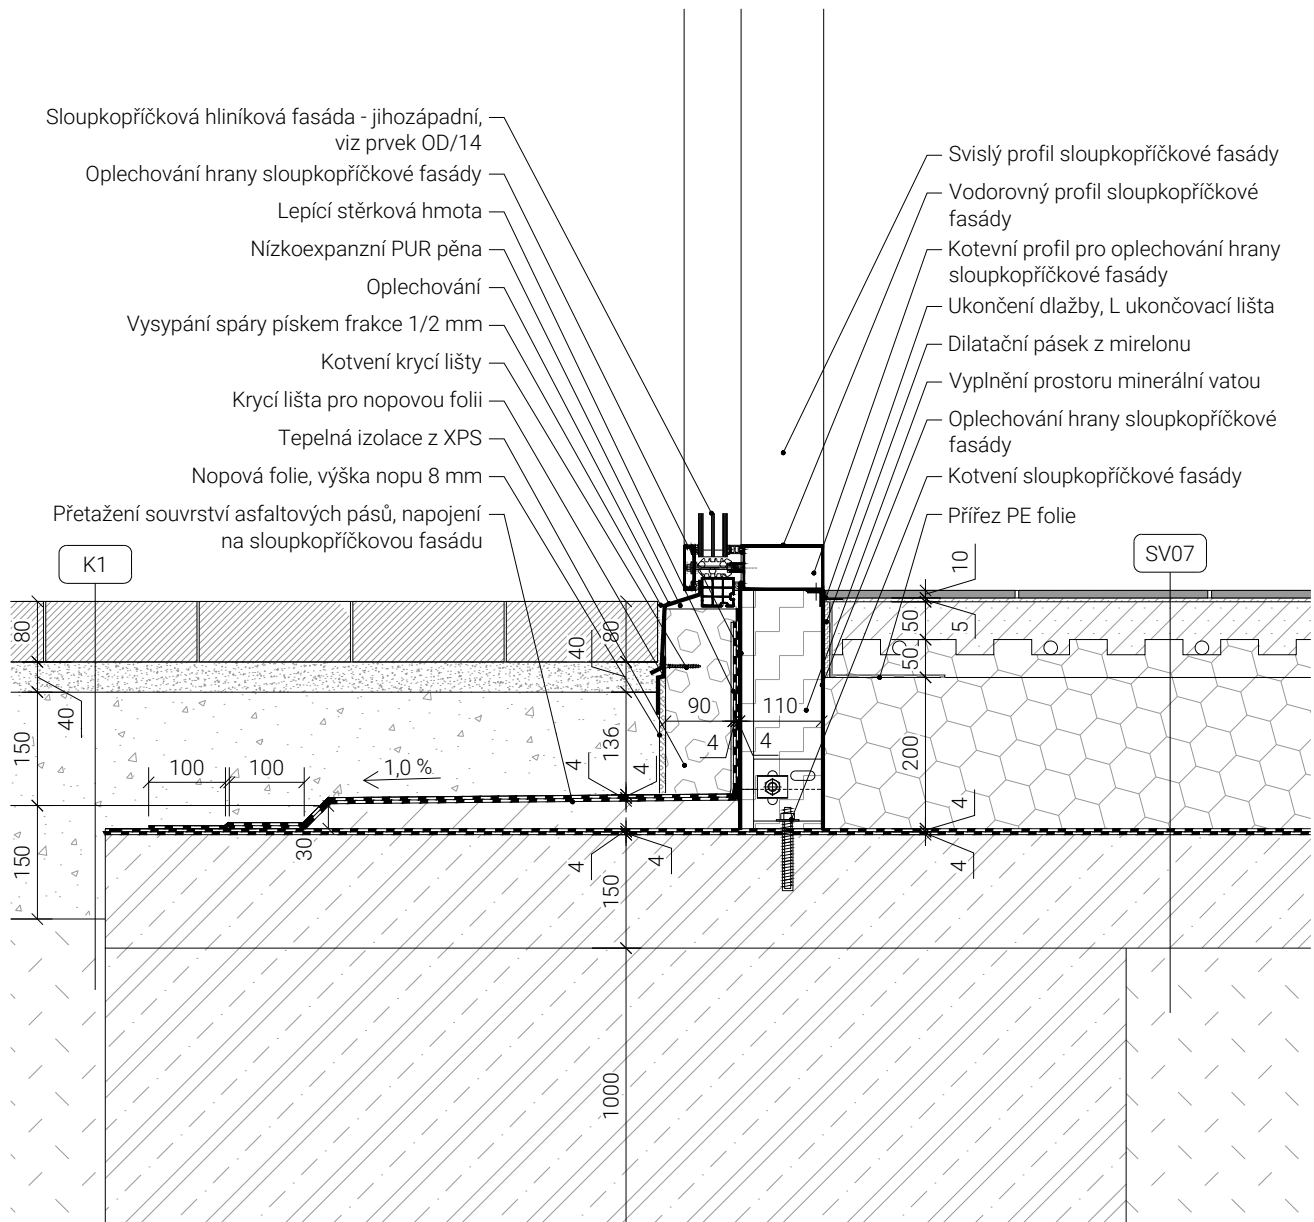 Sloupkopříčková hliníková fasáda - jihozápadní,
viz prvek OD/14
Oplechování hrany sloupkopříčkové fasády
Lepící stěrková hmota
Nízkoexpanzní PUR pěna
Oplechování
Vysypání spáry pískem frakce 1/2 mm
Kotvení krycí lišty
Krycí lišta pro nopovou folii
Tepelná izolace z XPS
Nopová folie, výška nopu 8 mm
Přetažení souvrství asfaltových pásů, napojení
na sloupkopříčkovou fasádu
Svislý profil sloupkopříčkové fasády
Vodorovný profil sloupkopříčkové
fasády
Kotevní profil pro oplechování hrany
sloupkopříčkové fasády
Ukončení dlažby, L ukončovací lišta
Dilatační pásek z mirelonu
Vyplnění prostoru minerální vatou
Oplechování hrany sloupkopříčkové
fasády
Kotvení sloupkopříčkové fasády
Přířez PE folie
K1
SV07
80
40
150
150
100
100
1,0 %
30
80
40
136
4
4
4
4
150
1000
90
110
4
4
10
5
50
50
200
4
4